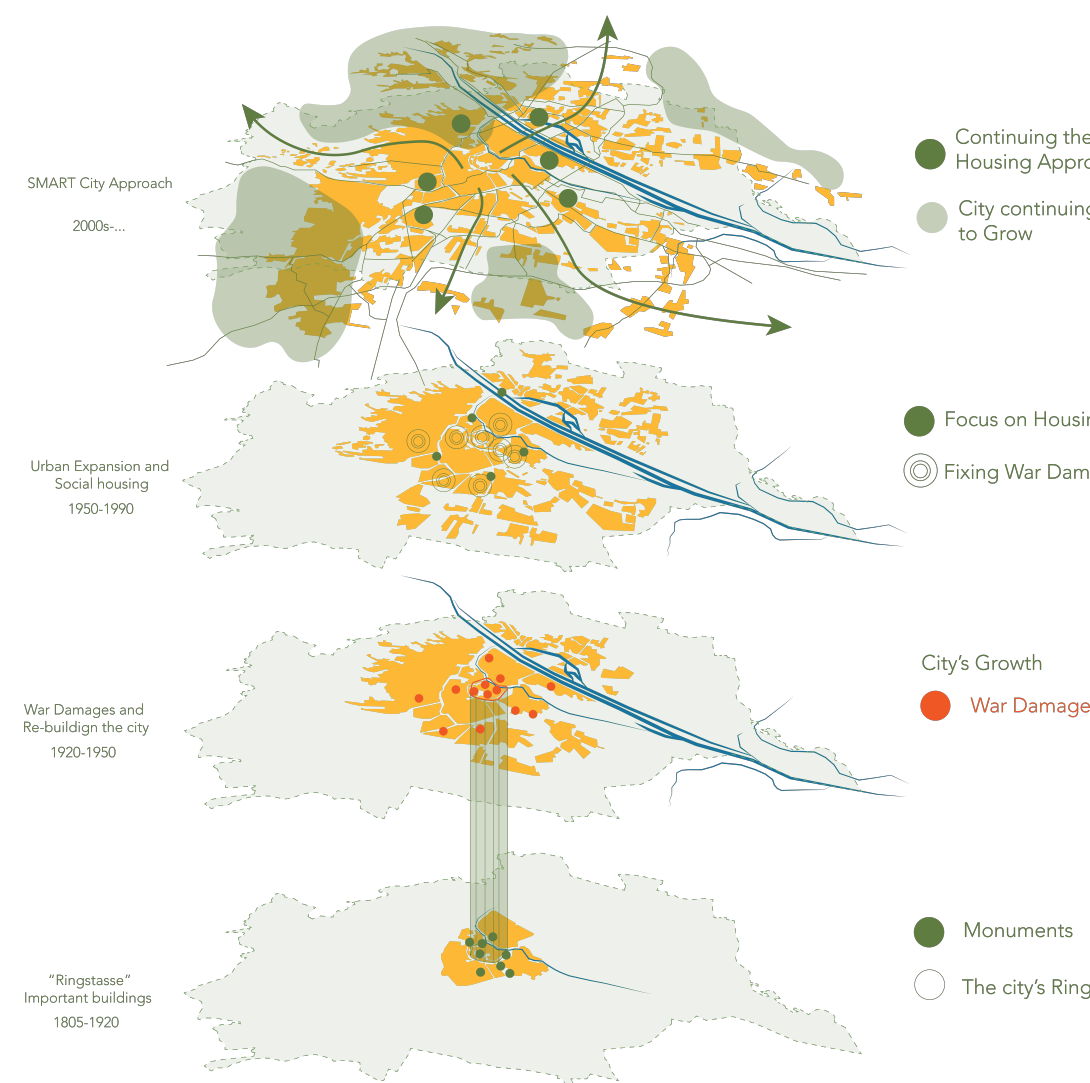 SMART City Approach
2000s-...
Continuing the
Housing Appro
City continuing
to Grow
Urban Expansion and
Social housing
1950-1990
Focus on Housin
Fixing War Dam
War Damages and
Re-buildign the city
1920-1950
City's Growth
War Damage
"Ringstasse"
Important buildings
1805-1920
Monuments
The city's Ring